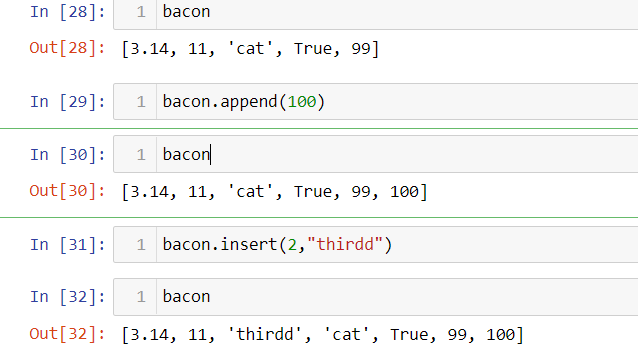 In [28]: 1 bacon
Out[28]: [3.14, 11, 'cat', True, 99]
In [29]: 1 bacon.append(100)
In [30]: 1 bacon
Out[30]: [3.14, 11, 'cat', True, 99, 100]
In [31]: 1 bacon.insert(2,"thirdd")
In [32]: 1 bacon
Out[32]: [3.14, 11, 'thirdd', 'cat', True, 99, 100]